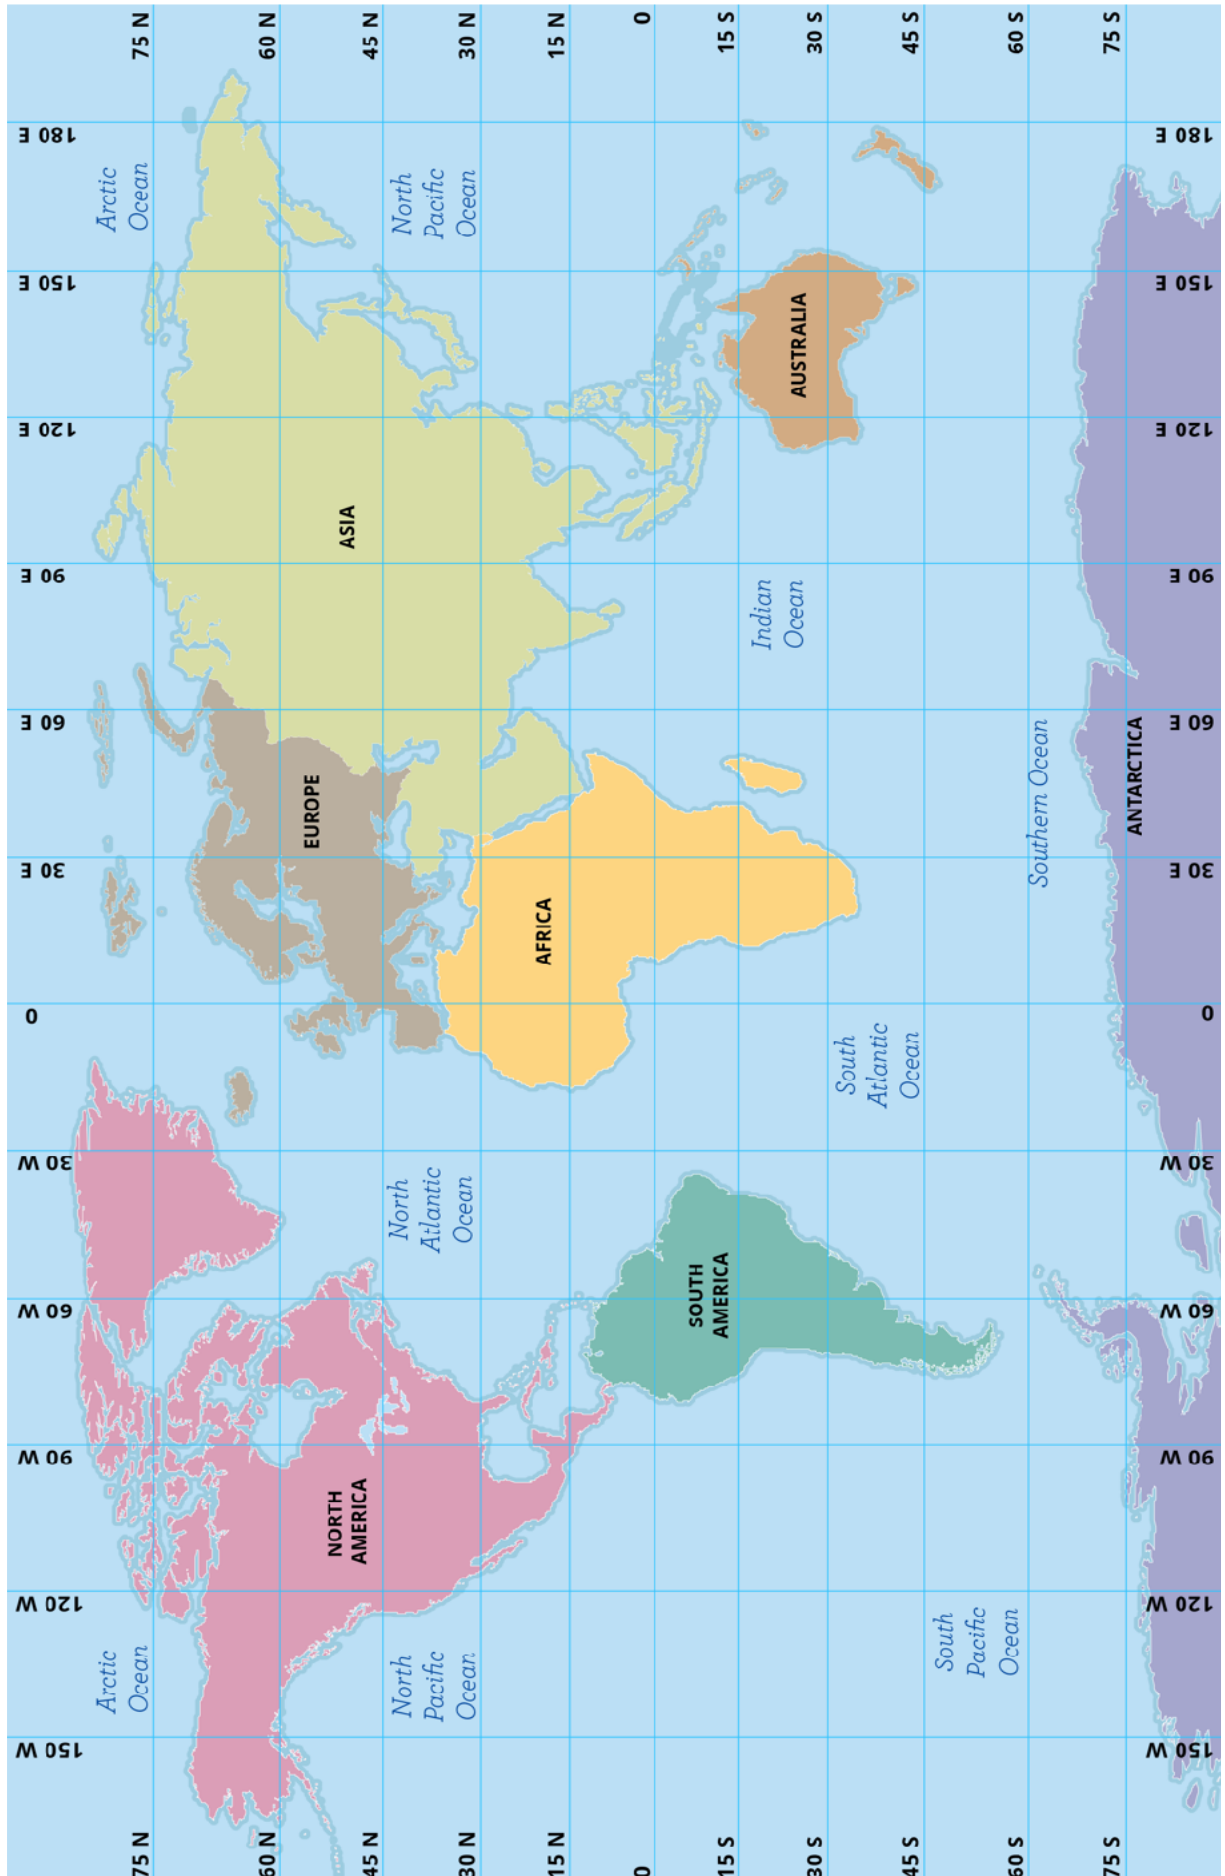 150 W
120 W
90 W
60 W
30 W
0
30 E
60 E
90 E
120 E
150 E
180 E
75 N
60 N
45 N
30 N
15 N
0
15 S
30 S
45 S
60 S
75 S
Arctic
Ocean
Arctic
Ocean
NORTH
AMERICA
EUROPE
ASIA
North
Pacific
Ocean
North
Atlantic
Ocean
North
Pacific
Ocean
AFRICA
SOUTH
AMERICA
Indian
Ocean
AUSTRALIA
South
Atlantic
Ocean
South
Pacific
Ocean
Southern Ocean
ANTARCTICA
75 N
60 N
45 N
30 N
15 N
0
15 S
30 S
45 S
60 S
75 S
150 W
120 W
90 W
60 W
30 W
0
30 E
60 E
90 E
120 E
150 E
180 E